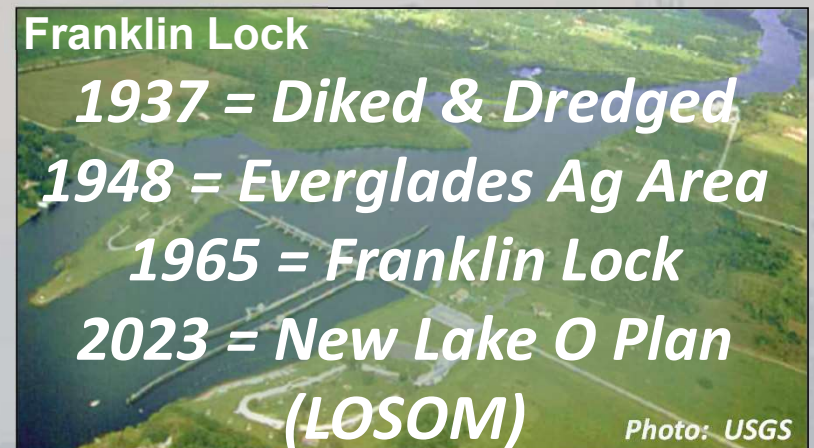 Franklin Lock
1937 = Diked & Dredged
1948 = Everglades Ag Area
1965 = Franklin Lock
2023 = New Lake O Plan
(LOSOM)
Photo: USGS